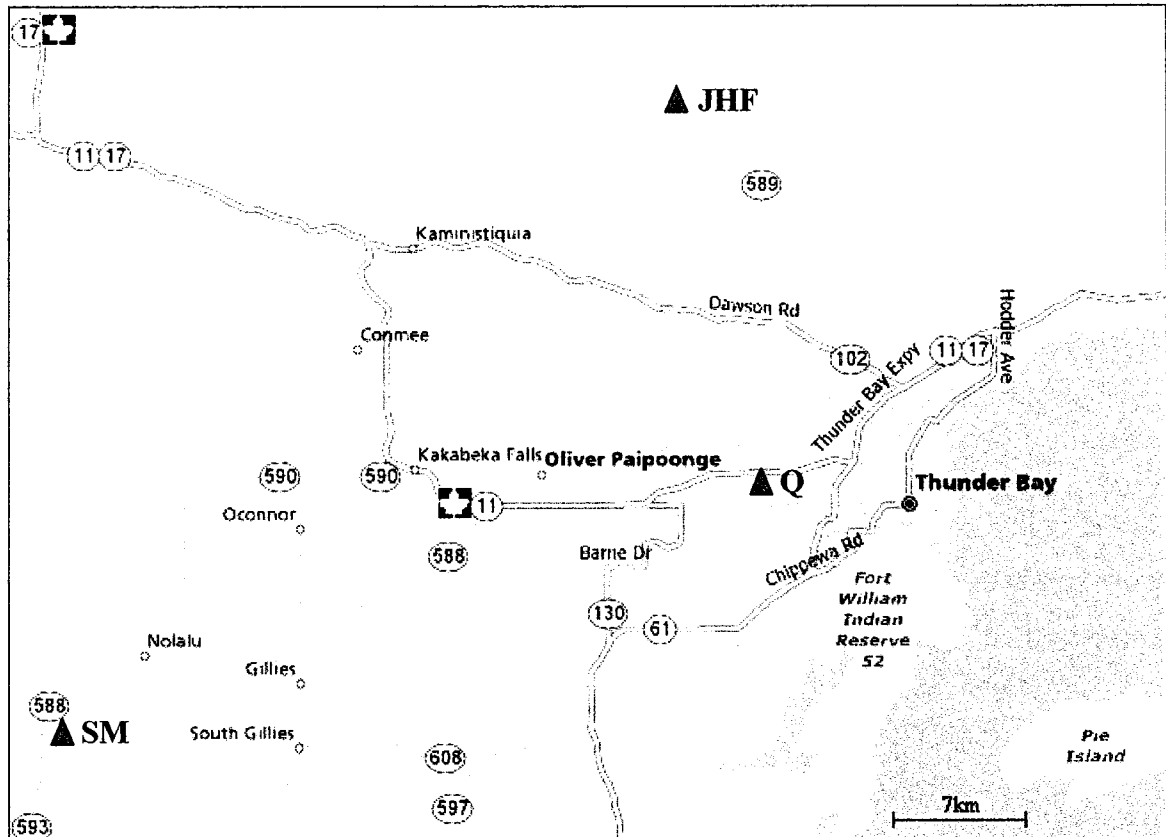 17
JHF
11 17
589
Kaministiquia
Dawson Rd
Hodder Ave
Conmee
102
11 17
Thunder Bay Expy
Kakabeka Falls
Oliver Paipoonge
590
590
Q
Thunder Bay
11
Oconnor
588
Barrie Dr
Chippewa Rd
Fort
William
Indian
Reserve
52
130
61
Nolalu
Gillies
588
SM
South Gillies
608
Pie
Island
597
7km
593